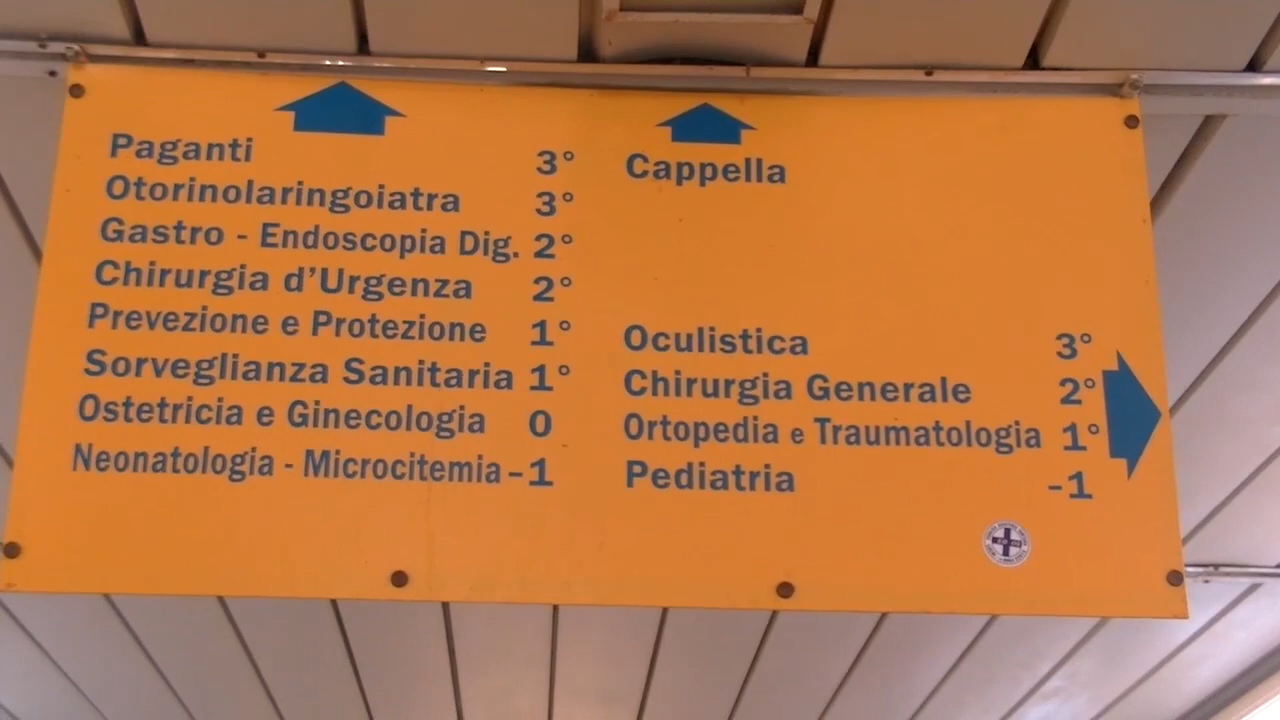 Paganti 3°
Otorinolaringoiatra 3°
Gastro - Endoscopia Dig. 2°
Chirurgia d'Urgenza 2°
Prevezione e Protezione 1°
Sorveglianza Sanitaria 1°
Ostetricia e Ginecologia 0
Neonatologia - Microcitemia -1
Cappella
Oculistica 3°
Chirurgia Generale 2°
Ortopedia e Traumatologia 1°
Pediatria -1